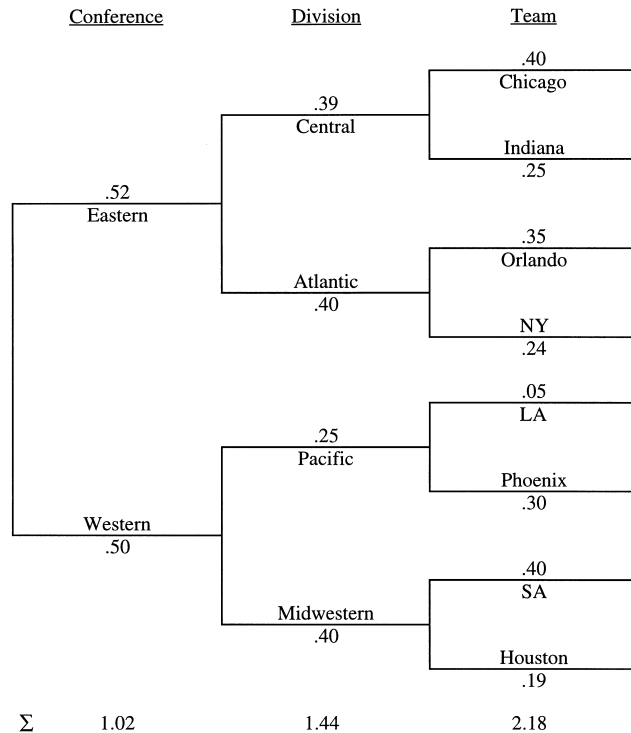 Conference Division Team
.40
Chicago
.39
Central
Indiana
.25
.52
Eastern
.35
Orlando
Atlantic
.40
NY
.24
.05
LA
.25
Pacific
Phoenix
.30
Western
.50
.40
SA
Midwestern
.40
Houston
.19
Σ 1.02 1.44 2.18